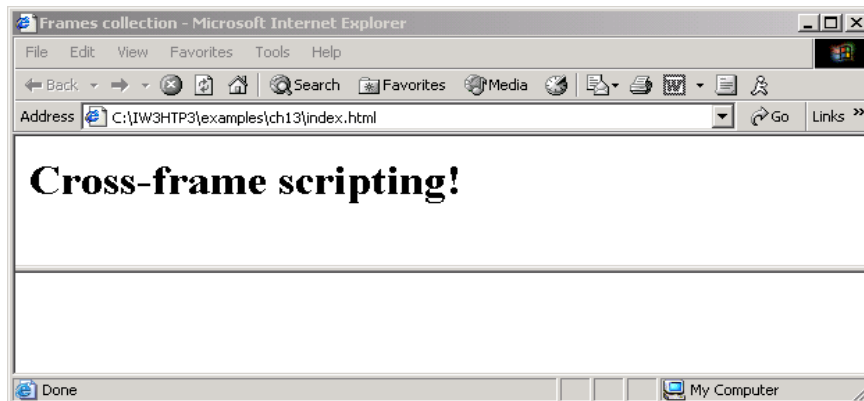 Frames collection - Microsoft Internet Explorer
File Edit View Favorites Tools Help
Back Search Favorites Media
Address C:\IW3HTP3\examples\ch13\index.html Go Links »
Cross-frame scripting!
Done My Computer